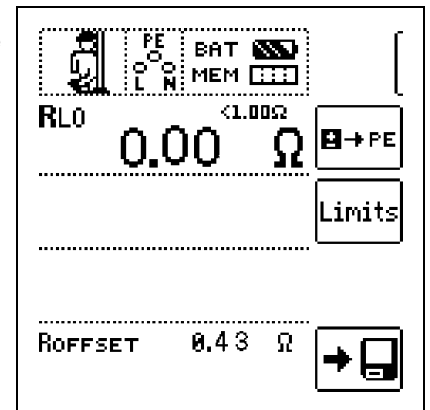 PE
BAT
L N MEM
RLO <1.00Ω
0.00 Ω
→PE
Limits
ROFFSET 0.43 Ω